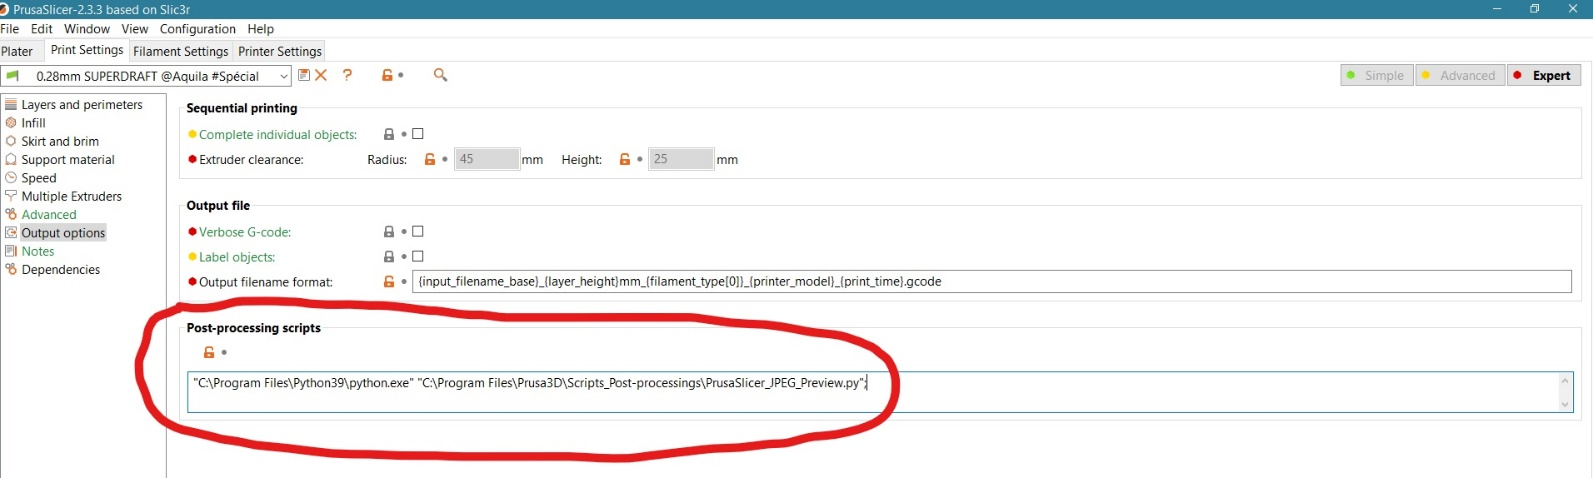 PrusaSlicer-2.3.3 based on Slic3r
File Edit Window View Configuration Help
Plater Print Settings Filament Settings Printer Settings
0.28mm SUPERDRAFT @Aquila #Spécial ? Simple Advanced Expert
Layers and perimeters
Infill
Skirt and brim
Support material
Speed
Multiple Extruders
Advanced
Output options
Notes
Dependencies
Sequential printing
Complete individual objects:
Extruder clearance: Radius: 45 mm Height: 25 mm
Output file
Verbose G-code:
Label objects:
Output filename format: {input_filename_base}_{layer_height}mm_{filament_type[0]}_{printer_model}_{print_time}.gcode
Post-processing scripts
"C:\Program Files\Python39\python.exe" "C:\Program Files\Prusa3D\Scripts_Post-processings\PrusaSlicer_JPEG_Preview.py";